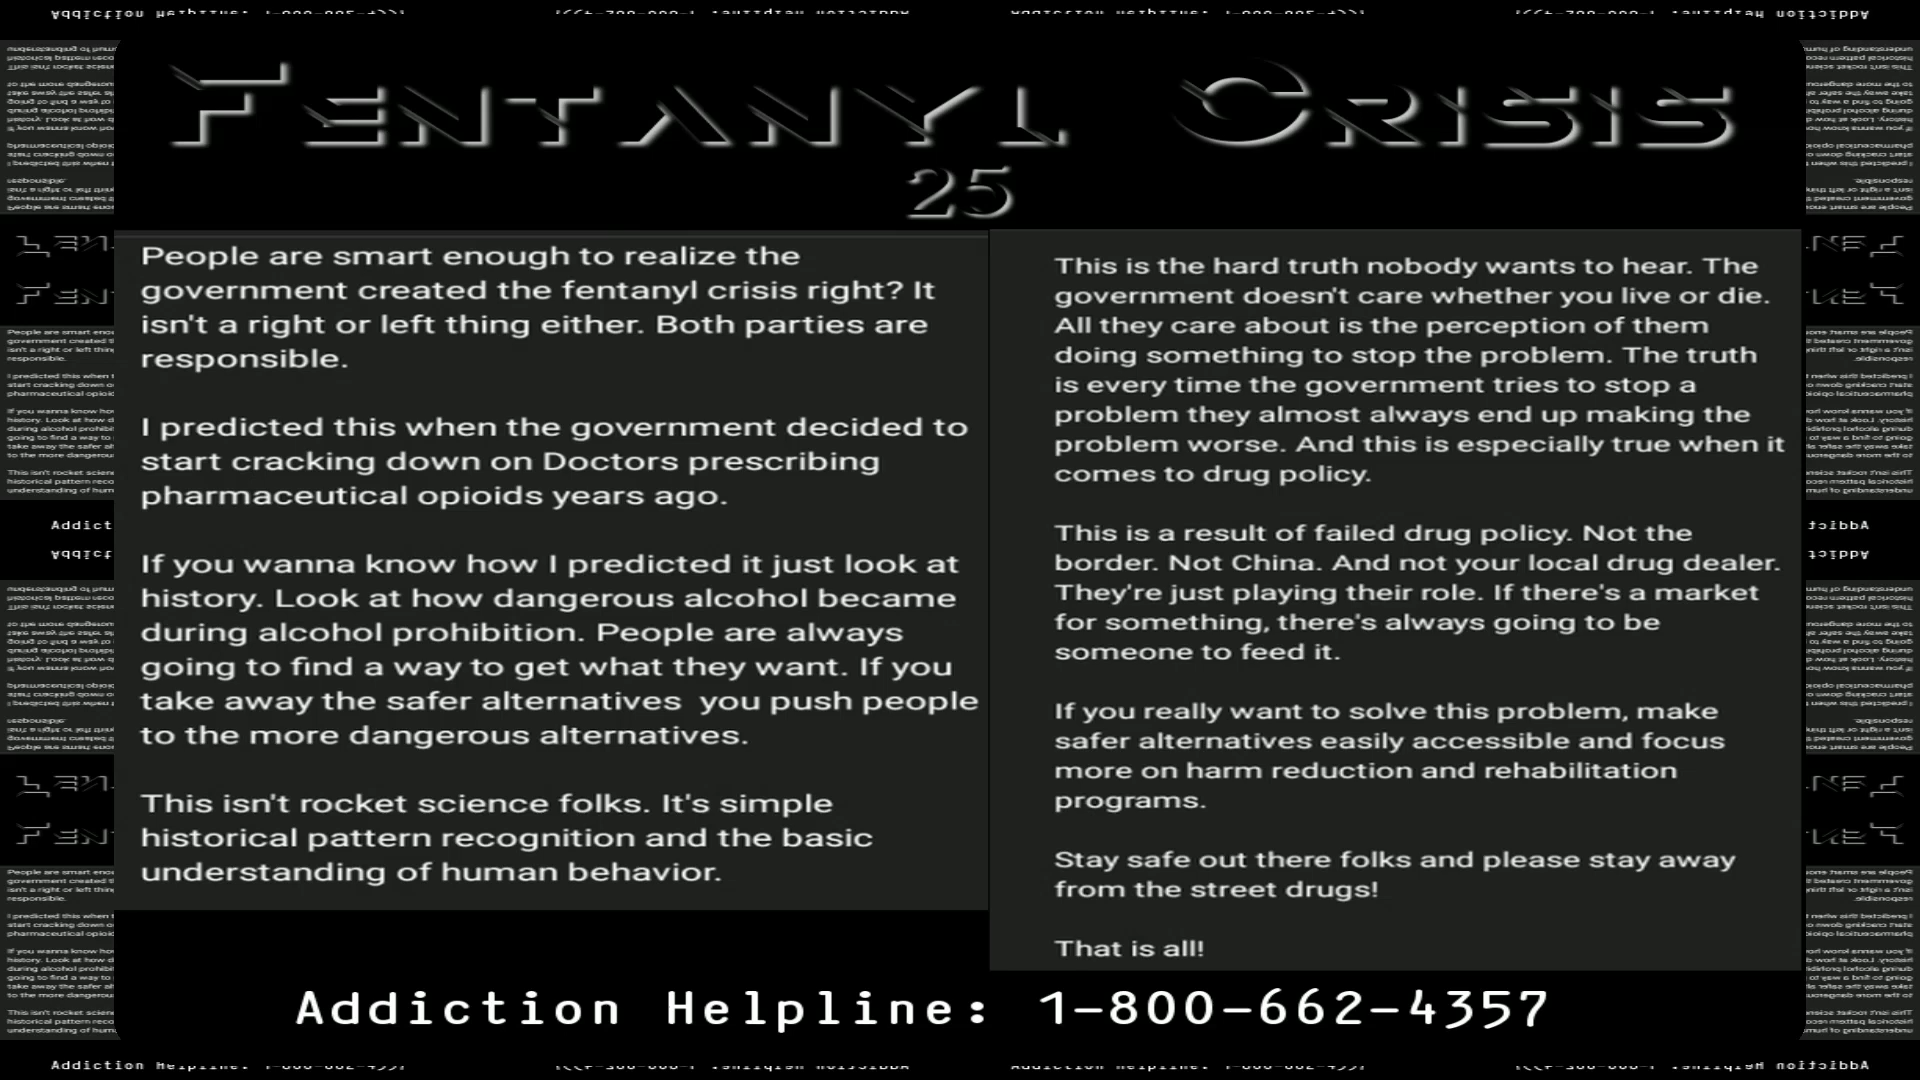 Fentanyl Crisis
25
People are smart enough to realize the
government created the fentanyl crisis right? It
isn't a right or left thing either. Both parties are
responsible.
I predicted this when the government decided to
start cracking down on Doctors prescribing
pharmaceutical opioids years ago.
If you wanna know how I predicted it just look at
history. Look at how dangerous alcohol became
during alcohol prohibition. People are always
going to find a way to get what they want. If you
take away the safer alternatives  you push people
to the more dangerous alternatives.
This isn't rocket science folks. It's simple
historical pattern recognition and the basic
understanding of human behavior.
This is the hard truth nobody wants to hear. The
government doesn't care whether you live or die.
All they care about is the perception of them
doing something to stop the problem. The truth
is every time the government tries to stop a
problem they almost always end up making the
problem worse. And this is especially true when it
comes to drug policy.
This is a result of failed drug policy. Not the
border. Not China. And not your local drug dealer.
They're just playing their role. If there's a market
for something, there's always going to be
someone to feed it.
If you really want to solve this problem, make
safer alternatives easily accessible and focus
more on harm reduction and rehabilitation
programs.
Stay safe out there folks and please stay away
from the street drugs!
That is all!
Addiction Helpline: 1-800-662-4357